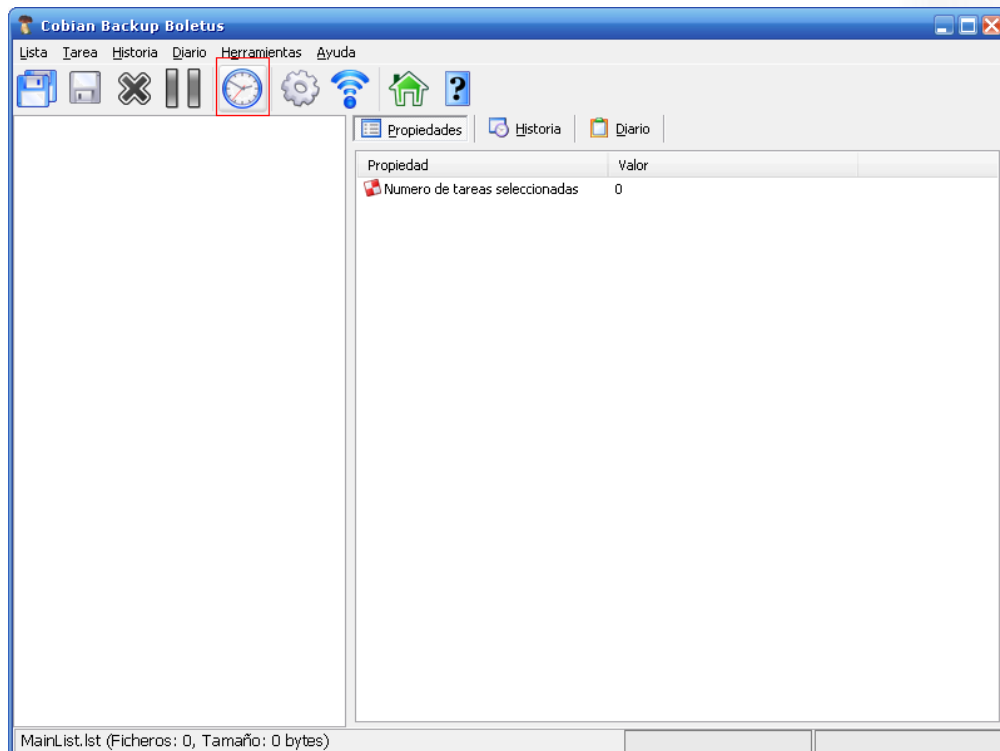 Cobian Backup Boletus
Lista Tarea Historia Diario Herramientas Ayuda
?
Propiedades Historia Diario
Propiedad Valor
Numero de tareas seleccionadas 0
MainList.lst (Ficheros: 0, Tamaño: 0 bytes)